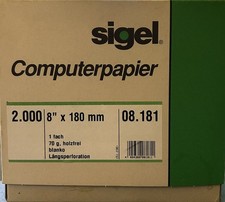 sigel®
Computerpapier
2.000 8" x 180 mm 08.181
1 fach
70 g, holzfrei
blanko
Längsperforation